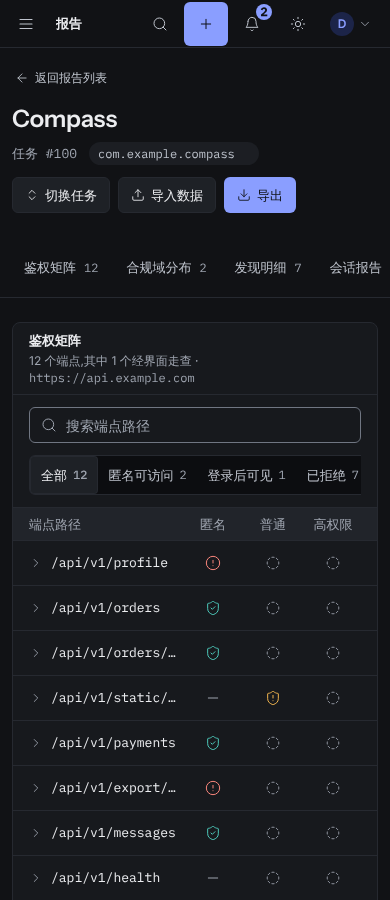 报告
2
D
返回报告列表
Compass
任务 #100 com.example.compass
切换任务 导入数据 导出
鉴权矩阵 12 合规域分布 2 发现明细 7 会话报告
鉴权矩阵
12 个端点,其中 1 个经界面走查 ·
https://api.example.com
搜索端点路径
全部 12 匿名可访问 2 登录后可见 1 已拒绝 7
端点路径 匿名 普通 高权限
/api/v1/profile
/api/v1/orders
/api/v1/orders/…
/api/v1/static/…
/api/v1/payments
/api/v1/export/…
/api/v1/messages
/api/v1/health